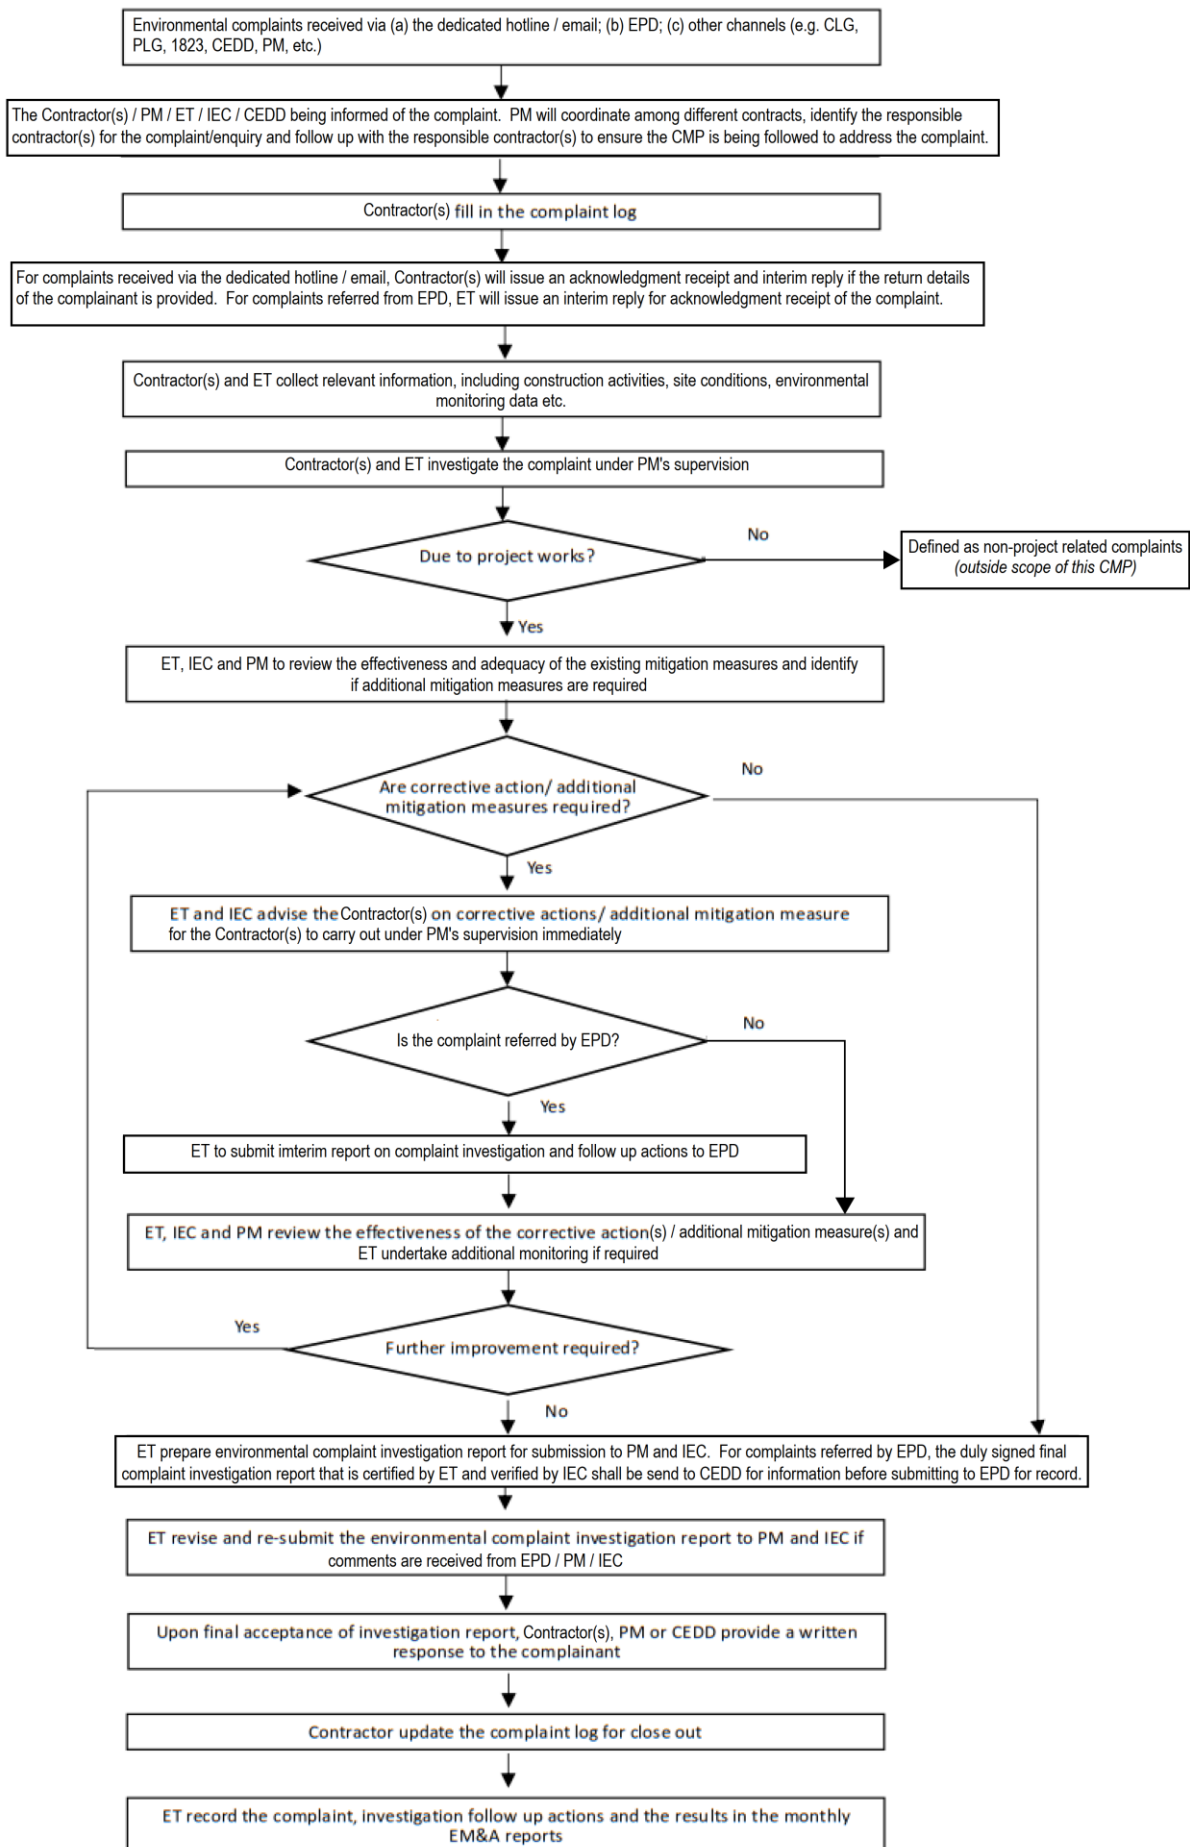 Environmental complaints received via (a) the dedicated hotline / email; (b) EPD; (c) other channels (e.g. CLG,
PLG, 1823, CEDD, PM, etc.)
The Contractor(s) / PM / ET / IEC / CEDD being informed of the complaint. PM will coordinate among different contracts, identify the responsible
contractor(s) for the complaint/enquiry and follow up with the responsible contractor(s) to ensure the CMP is being followed to address the complaint.
Contractor(s) fill in the complaint log
For complaints received via the dedicated hotline / email, Contractor(s) will issue an acknowledgment receipt and interim reply if the return details
of the complainant is provided. For complaints referred from EPD, ET will issue an interim reply for acknowledgment receipt of the complaint.
Contractor(s) and ET collect relevant information, including construction activities, site conditions, environmental
monitoring data etc.
Contractor(s) and ET investigate the complaint under PM's supervision
Due to project works?
No
Defined as non-project related complaints
(outside scope of this CMP)
Yes
ET, IEC and PM to review the effectiveness and adequacy of the existing mitigation measures and identify
if additional mitigation measures are required
Are corrective action/ additional
mitigation measures required?
No
Yes
ET and IEC advise the Contractor(s) on corrective actions/ additional mitigation measure
for the Contractor(s) to carry out under PM's supervision immediately
Is the complaint referred by EPD?
No
Yes
ET to submit imterim report on complaint investigation and follow up actions to EPD
ET, IEC and PM review the effectiveness of the corrective action(s) / additional mitigation measure(s) and
ET undertake additional monitoring if required
Yes
Further improvement required?
No
ET prepare environmental complaint investigation report for submission to PM and IEC. For complaints referred by EPD, the duly signed final
complaint investigation report that is certified by ET and verified by IEC shall be send to CEDD for information before submitting to EPD for record.
ET revise and re-submit the environmental complaint investigation report to PM and IEC if
comments are received from EPD / PM / IEC
Upon final acceptance of investigation report, Contractor(s), PM or CEDD provide a written
response to the complainant
Contractor update the complaint log for close out
ET record the complaint, investigation follow up actions and the results in the monthly
EM&A reports